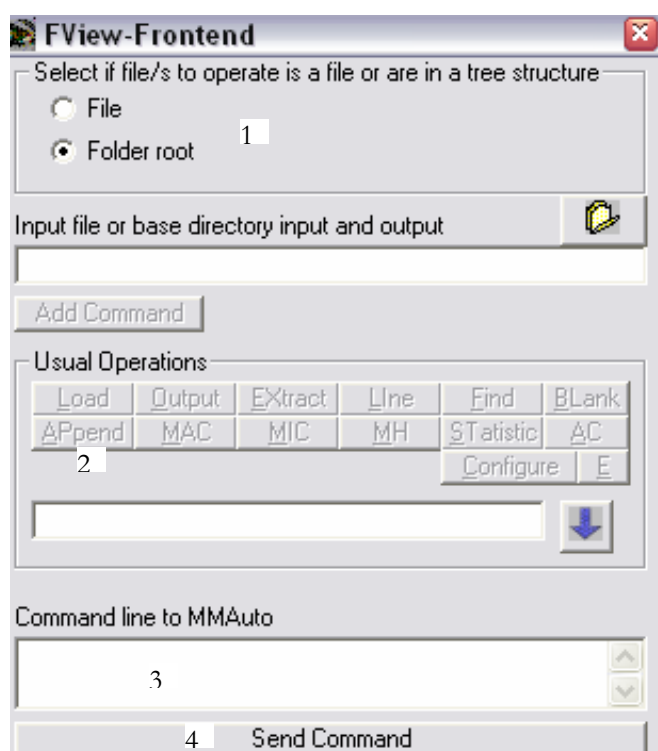 FView-Frontend
Select if file/s to operate is a file or are in a tree structure
File
Folder root
1
Input file or base directory input and output
Add Command
Usual Operations
Load Output EXtract LIne Find BLank
APpend MAC MIC MH STatistic AC
2
Configure E
Command line to MMAuto
3
4 Send Command